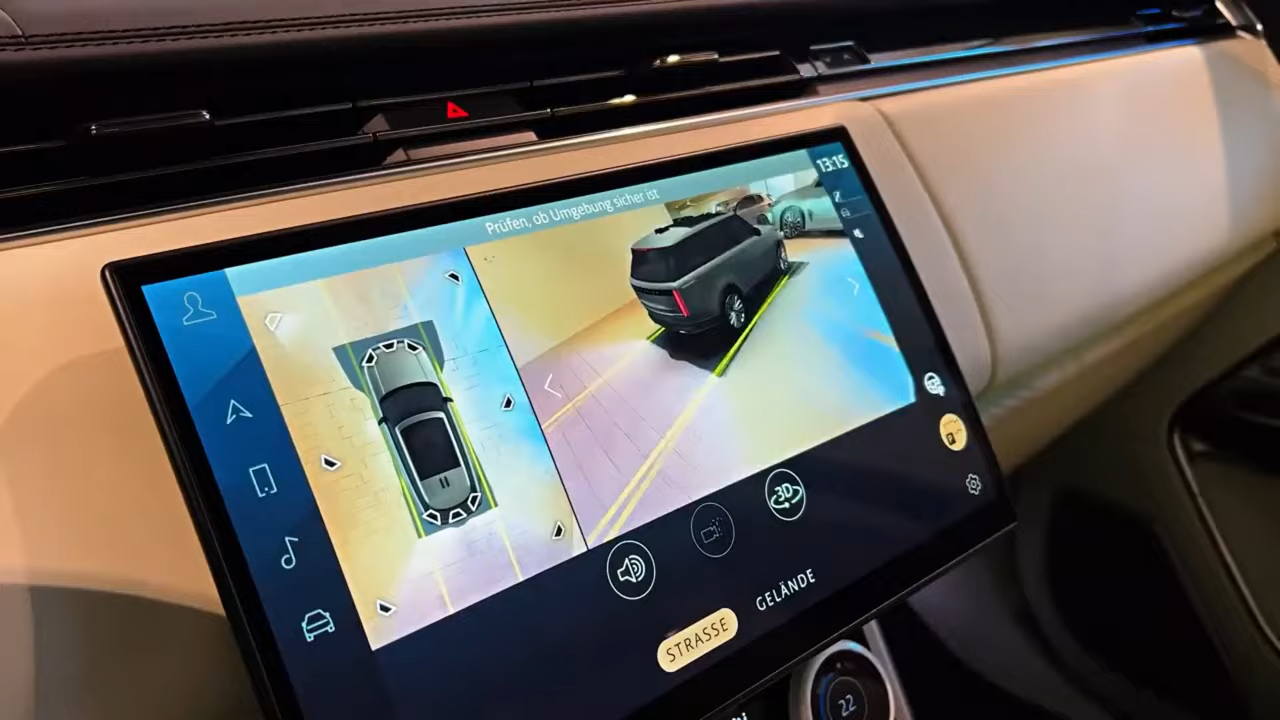 13:15
Prüfen, ob Umgebung sicher ist
3D
GELÄNDE
STRASSE
22